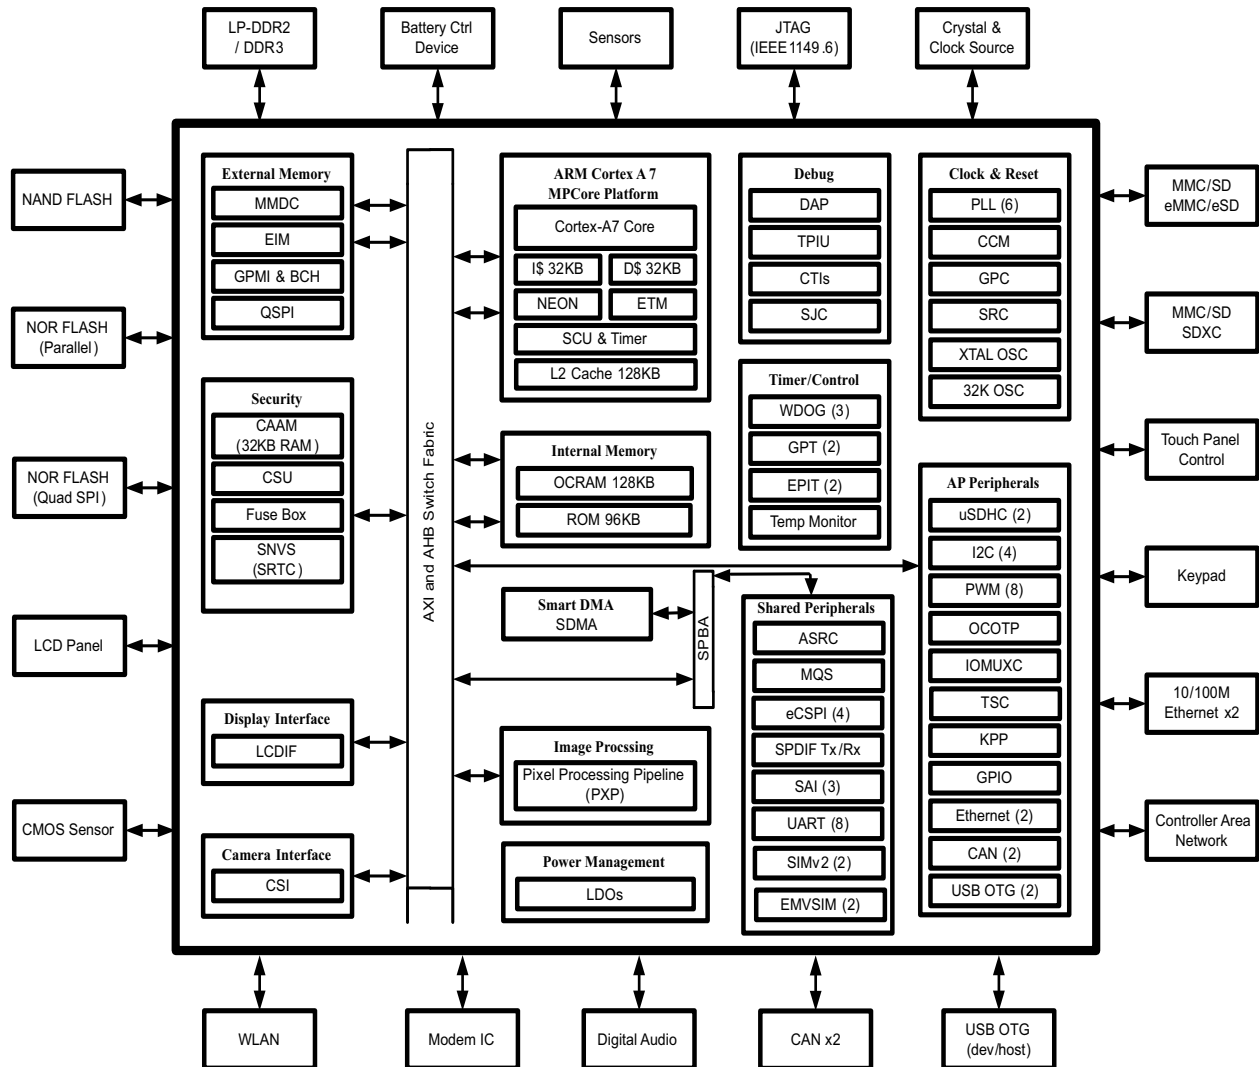 LP-DDR2
/ DDR3
Battery Ctrl
Device
Sensors
JTAG
(IEEE1149.6)
Crystal &
Clock Source
NAND FLASH
NOR FLASH
(Parallel)
NOR FLASH
(Quad SPI)
LCD Panel
CMOS Sensor
External Memory
MMDC
EIM
GPMI & BCH
QSPI
Security
CAAM
(32KB RAM)
CSU
Fuse Box
SNVS
(SRTC)
Display Interface
LCDIF
Camera Interface
CSI
AXI and AHB Switch Fabric
ARM Cortex A 7
MPCore Platform
Cortex-A7 Core
I$ 32KB
D$ 32KB
NEON
ETM
SCU & Timer
L2 Cache 128KB
Internal Memory
OCRAM 128KB
ROM 96KB
Smart DMA
SDMA
SPBA
Image Procssing
Pixel Processing Pipeline
(PXP)
Power Management
LDOs
Debug
DAP
TPIU
CTIs
SJC
Timer/Control
WDOG (3)
GPT (2)
EPIT (2)
Temp Monitor
Shared Peripherals
ASRC
MQS
eCSPI (4)
SPDIF Tx/Rx
SAI (3)
UART (8)
SIMv2 (2)
EMVSIM (2)
Clock & Reset
PLL (6)
CCM
GPC
SRC
XTAL OSC
32K OSC
AP Peripherals
uSDHC (2)
I2C (4)
PWM (8)
OCOTP
IOMUXC
TSC
KPP
GPIO
Ethernet (2)
CAN (2)
USB OTG (2)
MMC/SD
eMMC/eSD
MMC/SD
SDXC
Touch Panel
Control
Keypad
10/100M
Ethernet x2
Controller Area
Network
WLAN
Modem IC
Digital Audio
CAN x2
USB OTG
(dev/host)